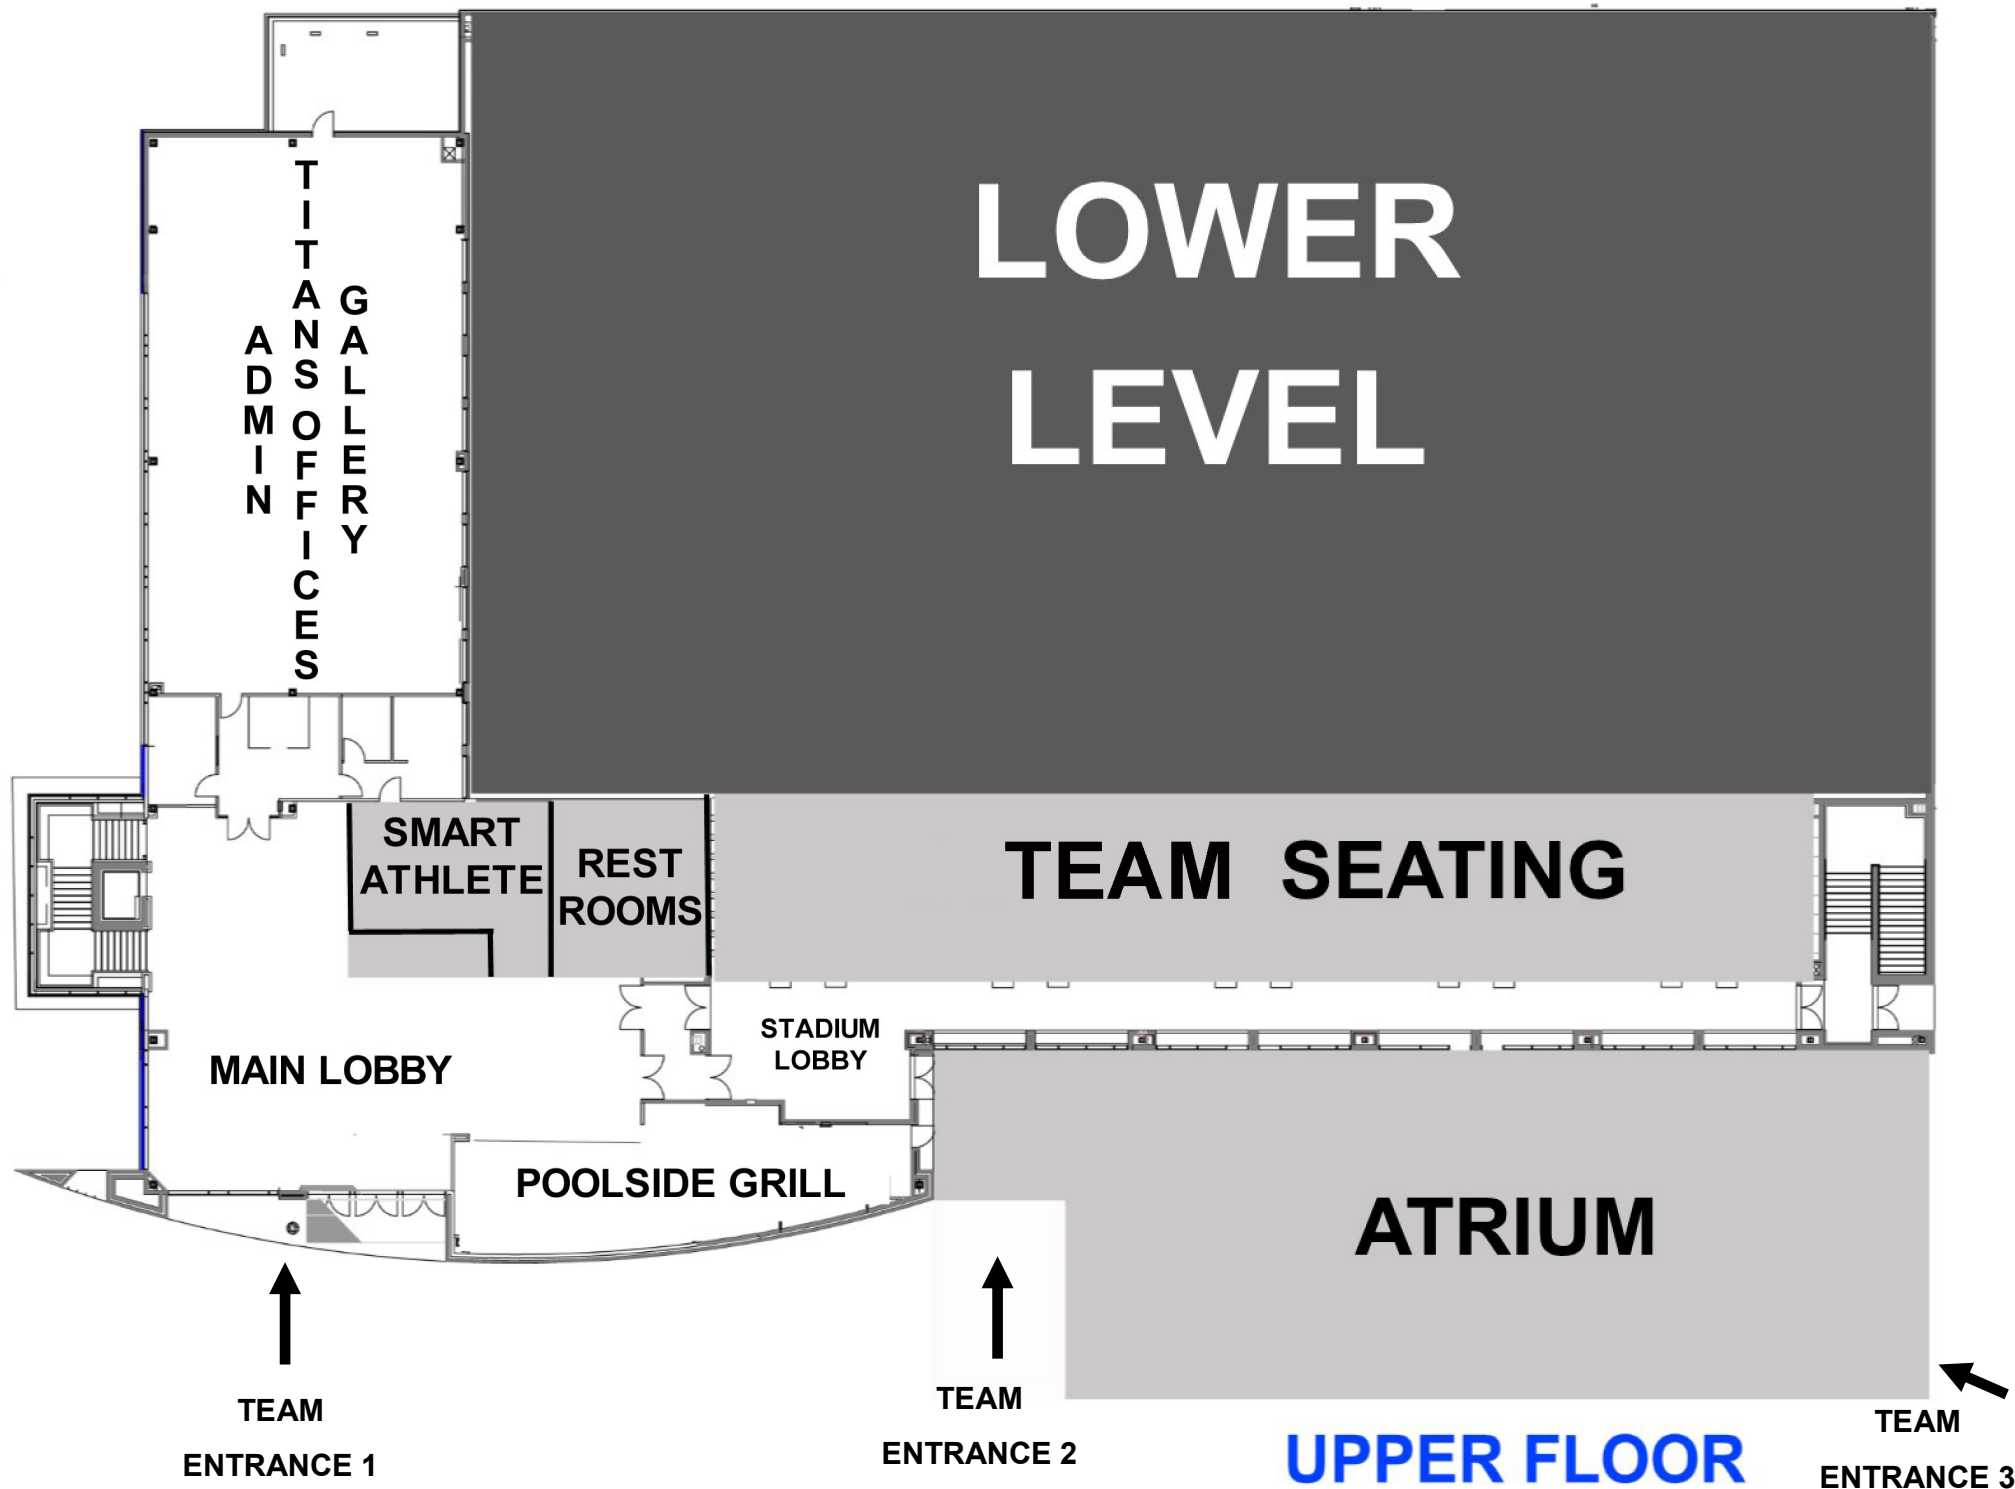 LOWER
LEVEL
ADMIN
TITANS OFFICES
GALLERY
SMART
ATHLETE
REST
ROOMS
TEAM SEATING
STADIUM
LOBBY
MAIN LOBBY
POOLSIDE GRILL
ATRIUM
TEAM
ENTRANCE 1
TEAM
ENTRANCE 2
UPPER FLOOR
TEAM
ENTRANCE 3